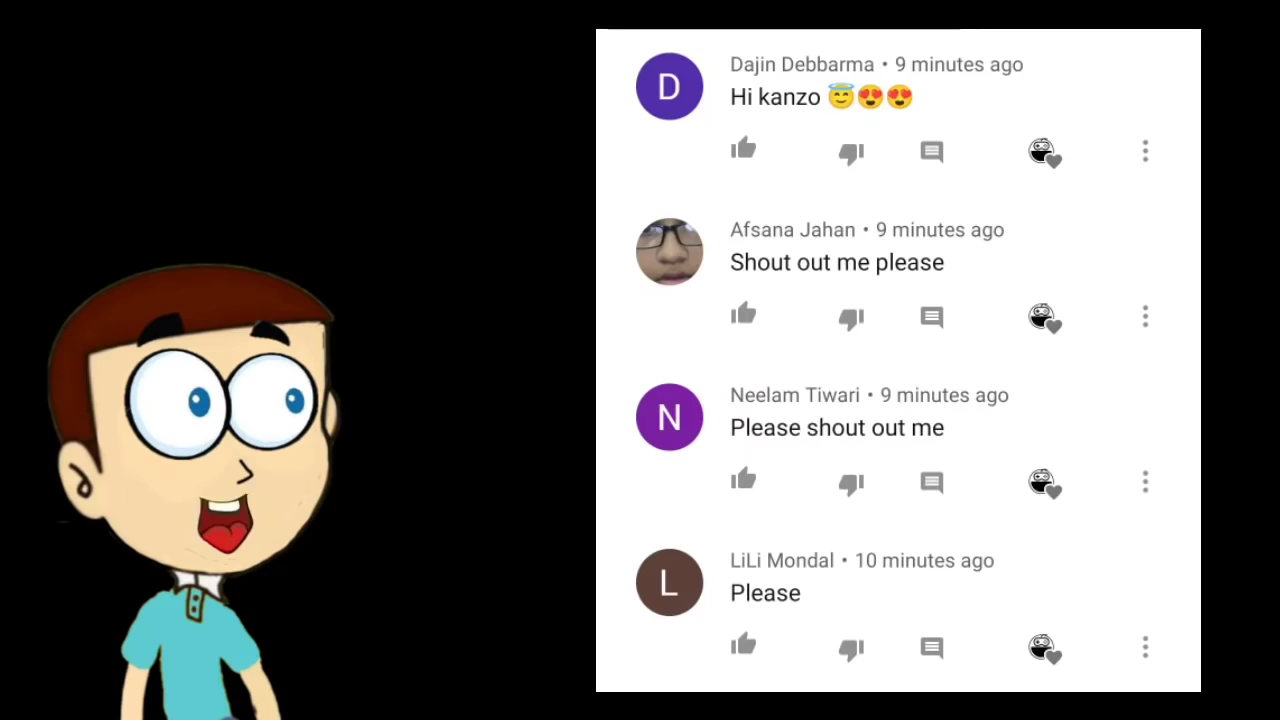 D
Dajin Debbarma • 9 minutes ago
Hi kanzo 😇😍😍
Afsana Jahan • 9 minutes ago
Shout out me please
N
Neelam Tiwari • 9 minutes ago
Please shout out me
L
LiLi Mondal • 10 minutes ago
Please